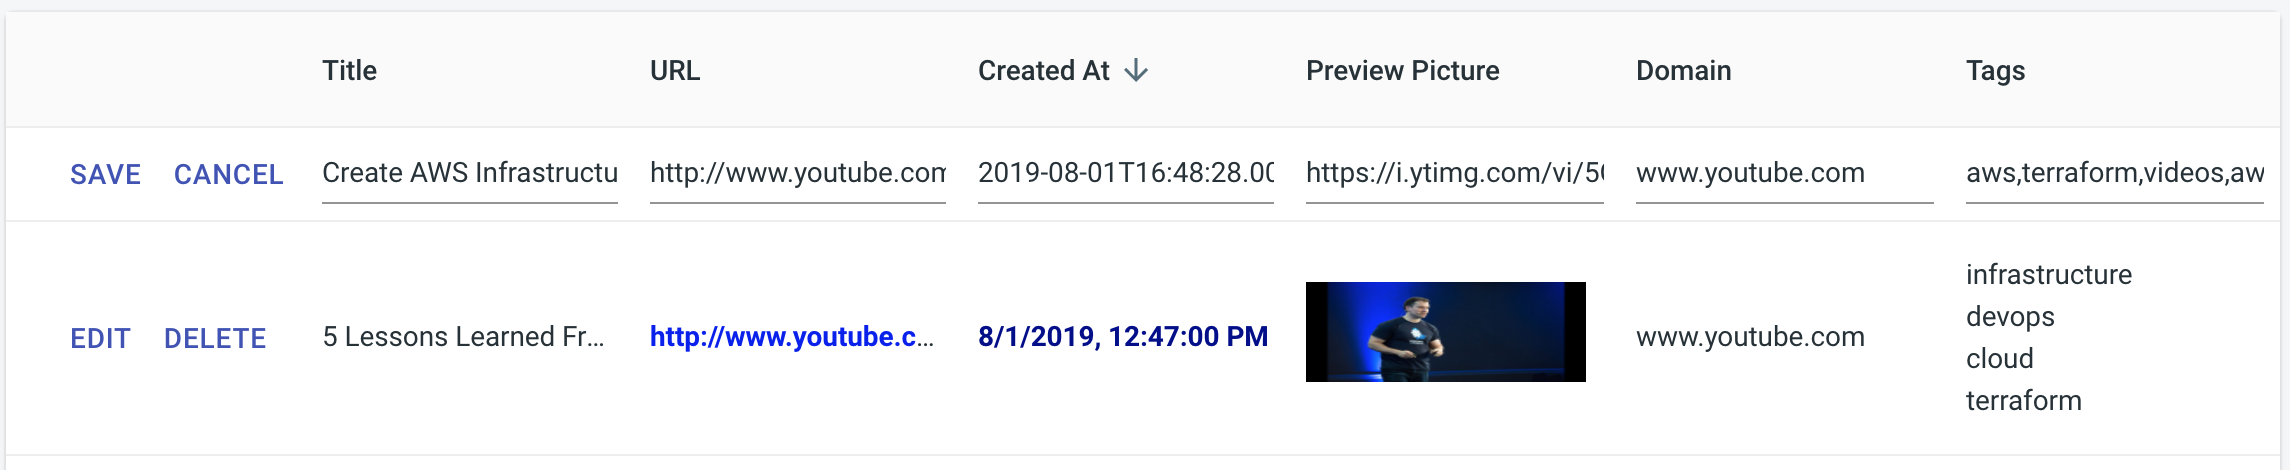 Title URL Created At Preview Picture Domain Tags
SAVE CANCEL Create AWS Infrastructu http://www.youtube.com 2019-08-01T16:48:28.00 https://i.ytimg.com/vi/5 www.youtube.com aws,terraform,videos,aw
infrastructure
devops
EDIT DELETE 5 Lessons Learned Fr... http://www.youtube.c... 8/1/2019, 12:47:00 PM www.youtube.com
cloud
terraform